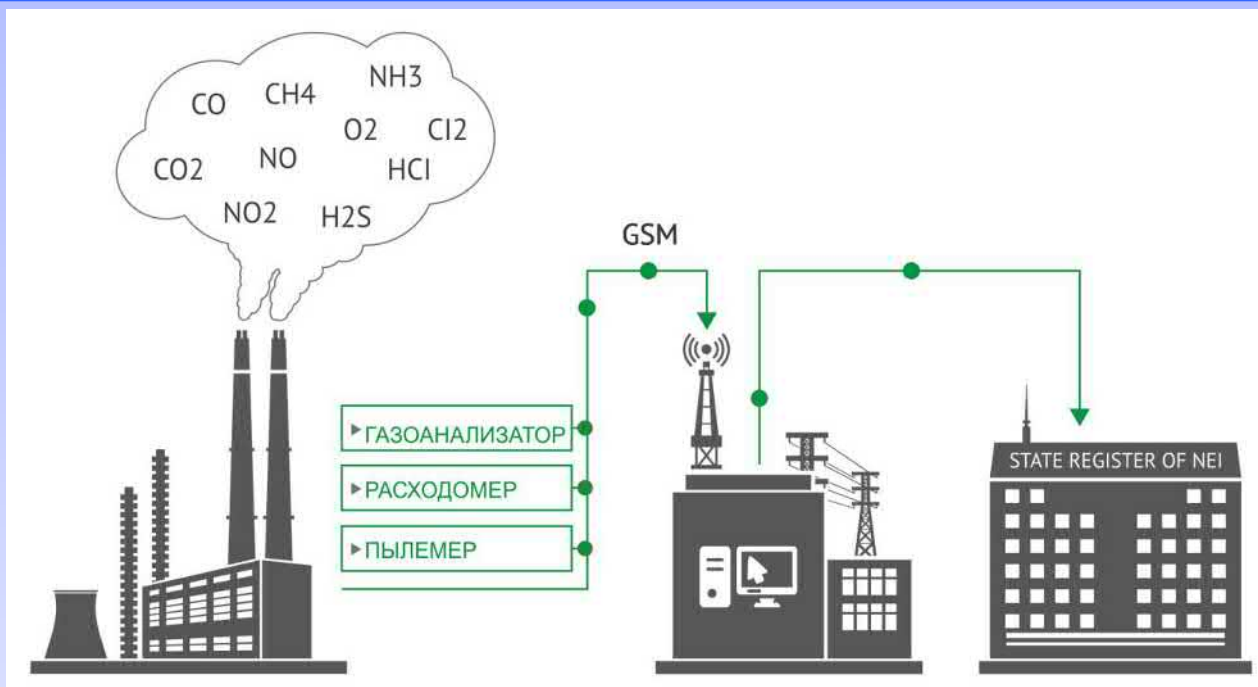 NH3
CO
CH4
O2
Cl2
CO2
NO
HCl
NO2
H2S
GSM
ГАЗОАНАЛИЗАТОР
РАСХОДОМЕР
ПЫЛЕМЕР
STATE REGISTER OF NEI